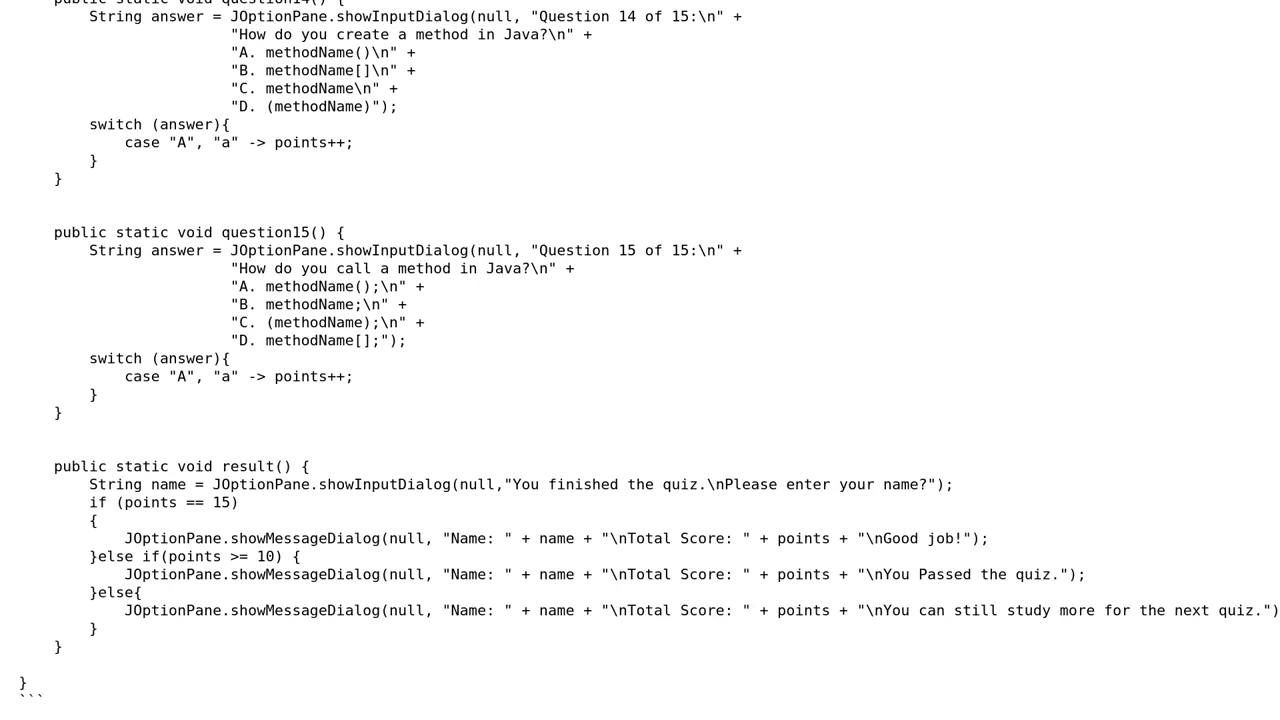 public static void question14() {
String answer = JOptionPane.showInputDialog(null, "Question 14 of 15:\n" +
"How do you create a method in Java?\n" +
"A. methodName()\n" +
"B. methodName[]\n" +
"C. methodName\n" +
"D. (methodName)");
switch (answer){
case "A", "a" -> points++;
}
}
public static void question15() {
String answer = JOptionPane.showInputDialog(null, "Question 15 of 15:\n" +
"How do you call a method in Java?\n" +
"A. methodName();\n" +
"B. methodName;\n" +
"C. (methodName);\n" +
"D. methodName[];");
switch (answer){
case "A", "a" -> points++;
}
}
public static void result() {
String name = JOptionPane.showInputDialog(null,"You finished the quiz.\nPlease enter your name?");
if (points == 15)
{
JOptionPane.showMessageDialog(null, "Name: " + name + "\nTotal Score: " + points + "\nGood job!");
}else if(points >= 10) {
JOptionPane.showMessageDialog(null, "Name: " + name + "\nTotal Score: " + points + "\nYou Passed the quiz.");
}else{
JOptionPane.showMessageDialog(null, "Name: " + name + "\nTotal Score: " + points + "\nYou can still study more for the next quiz.")
}
}
}
```